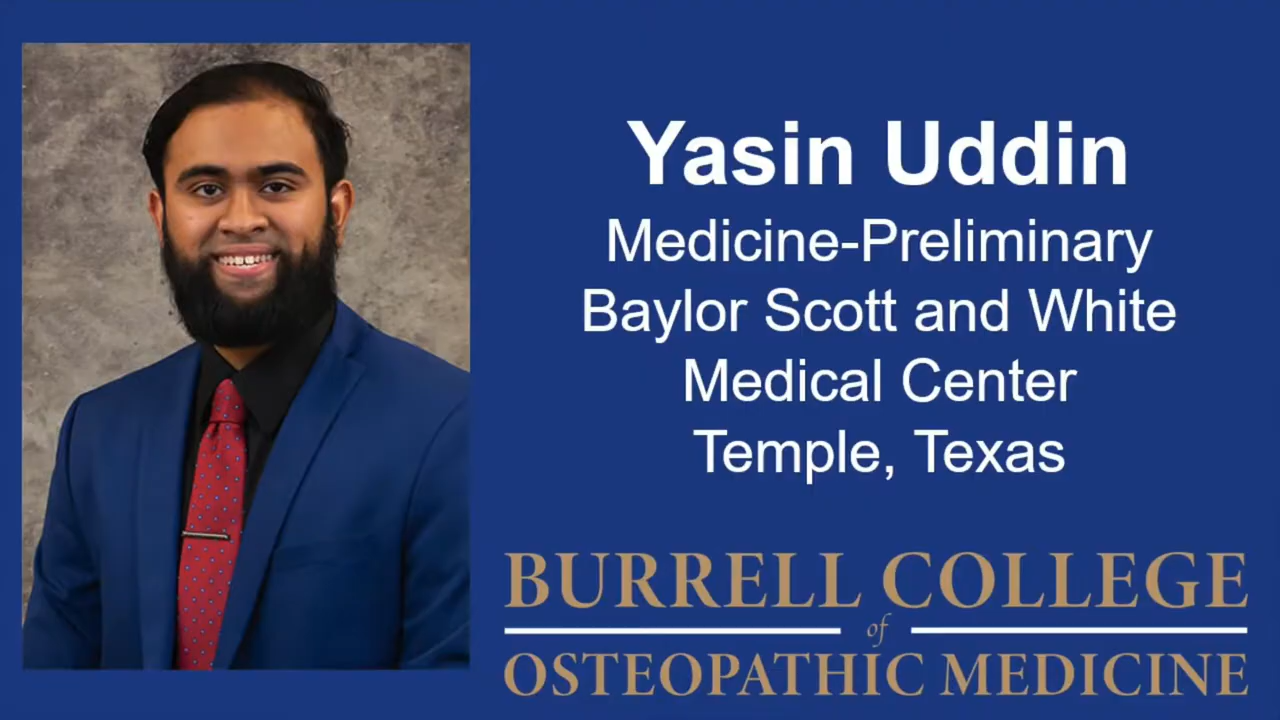 Yasin Uddin
Medicine-Preliminary
Baylor Scott and White
Medical Center
Temple, Texas
BURRELL COLLEGE
of
OSTEOPATHIC MEDICINE